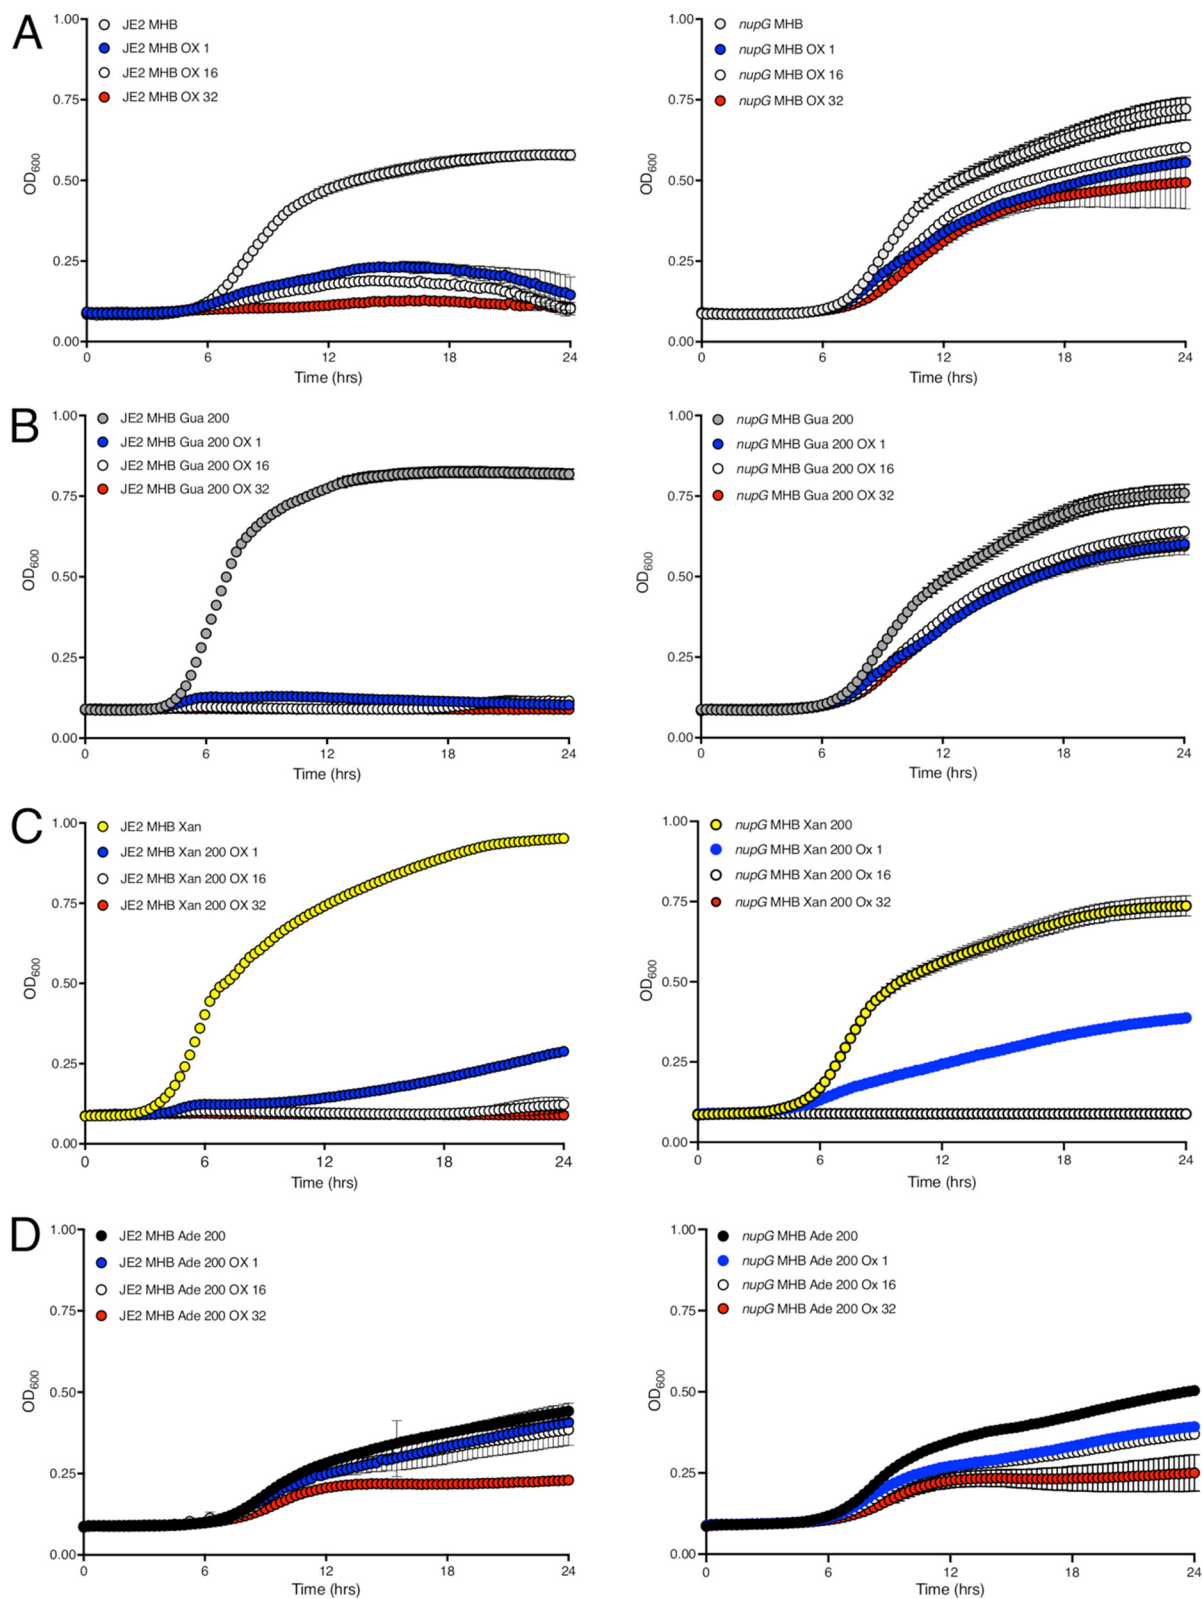 A
1.00
0.75
0.50
0.25
0.00
OD600
JE2 MHB
JE2 MHB OX 1
JE2 MHB OX 16
JE2 MHB OX 32
0 6 12 18 24
Time (hrs)
1.00
0.75
0.50
0.25
0.00
OD600
nupG MHB
nupG MHB OX 1
nupG MHB OX 16
nupG MHB OX 32
0 6 12 18 24
Time (hrs)
B
1.00
0.75
0.50
0.25
0.00
OD600
JE2 MHB Gua 200
JE2 MHB Gua 200 OX 1
JE2 MHB Gua 200 OX 16
JE2 MHB Gua 200 OX 32
0 6 12 18 24
Time (hrs)
1.00
0.75
0.50
0.25
0.00
OD600
nupG MHB Gua 200
nupG MHB Gua 200 OX 1
nupG MHB Gua 200 OX 16
nupG MHB Gua 200 OX 32
0 6 12 18 24
Time (hrs)
C
1.00
0.75
0.50
0.25
0.00
OD600
JE2 MHB Xan
JE2 MHB Xan 200 OX 1
JE2 MHB Xan 200 OX 16
JE2 MHB Xan 200 OX 32
0 6 12 18 24
Time (hrs)
1.00
0.75
0.50
0.25
0.00
OD600
nupG MHB Xan 200
nupG MHB Xan 200 Ox 1
nupG MHB Xan 200 Ox 16
nupG MHB Xan 200 Ox 32
0 6 12 18 24
Time (hrs)
D
1.00
0.75
0.50
0.25
0.00
OD600
JE2 MHB Ade 200
JE2 MHB Ade 200 OX 1
JE2 MHB Ade 200 OX 16
JE2 MHB Ade 200 OX 32
0 6 12 18 24
Time (hrs)
1.00
0.75
0.50
0.25
0.00
OD600
nupG MHB Ade 200
nupG MHB Ade 200 Ox 1
nupG MHB Ade 200 Ox 16
nupG MHB Ade 200 Ox 32
0 6 12 18 24
Time (hrs)